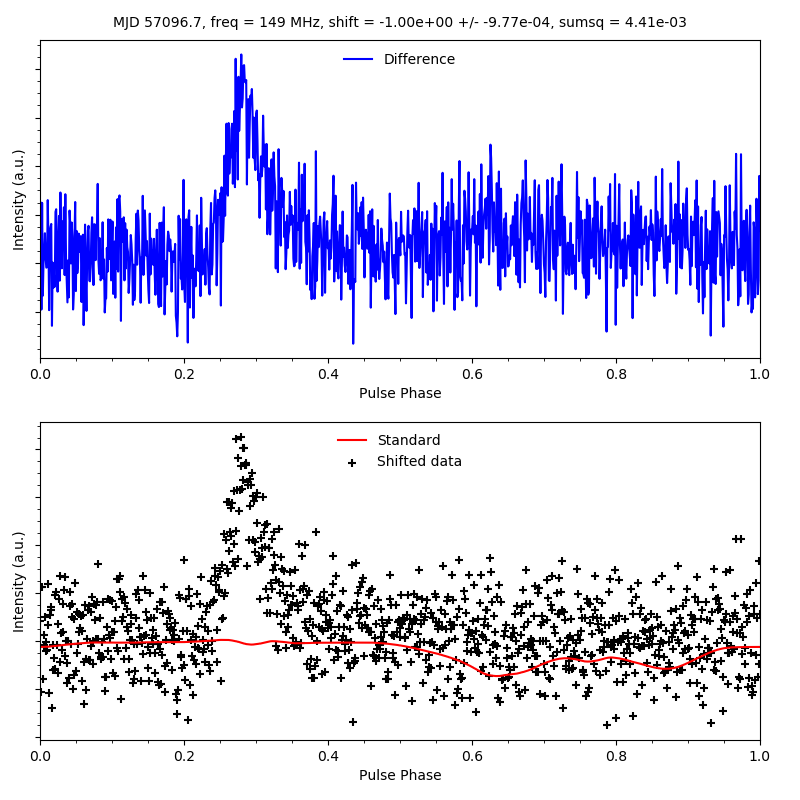 MJD 57096.7, freq = 149 MHz, shift = -1.00e+00 +/- -9.77e-04, sumsq = 4.41e-03
Difference
Intensity (a.u.)
0.0 0.2 0.4 0.6 0.8 1.0
Pulse Phase
Standard
Shifted data
Intensity (a.u.)
0.0 0.2 0.4 0.6 0.8 1.0
Pulse Phase